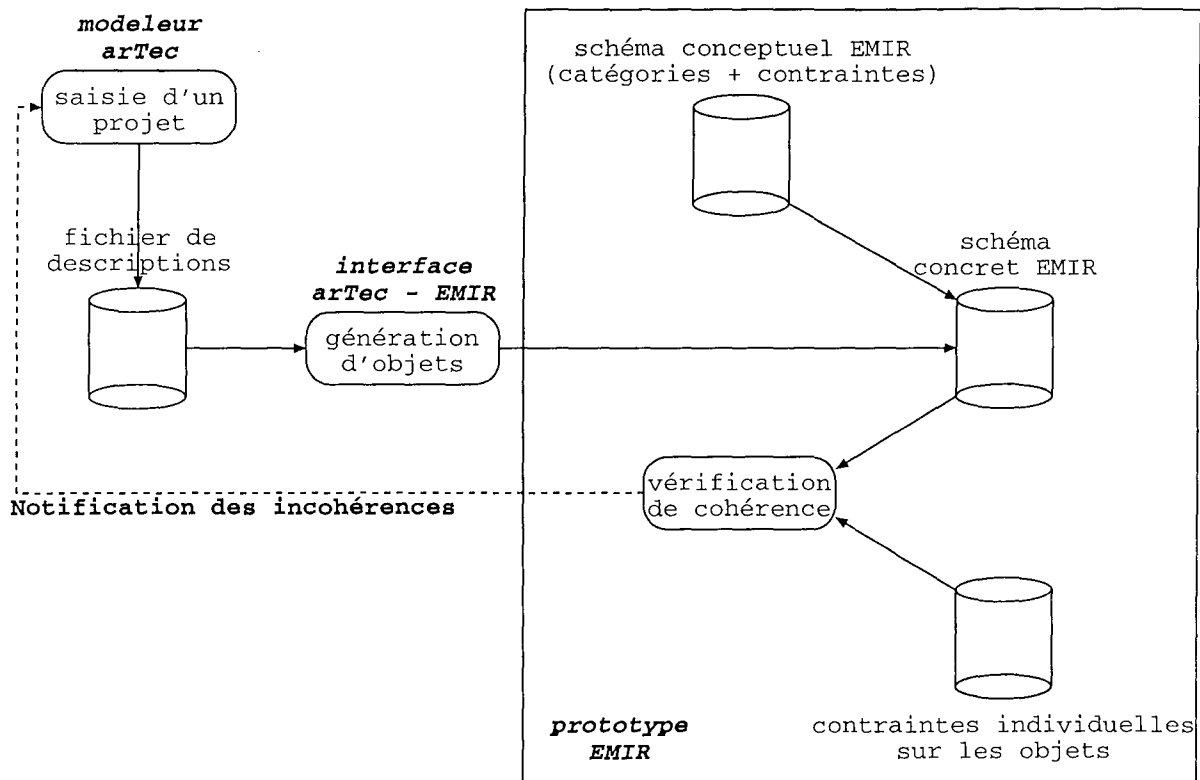 modeleur
arTec
saisie d'un
projet
fichier de
descriptions
interface
arTec - EMIR
génération
d'objets
schéma conceptuel EMIR
(catégories + contraintes)
schéma
concret EMIR
vérification
de cohérence
Notification des incohérences
contraintes individuelles
sur les objets
prototype
EMIR